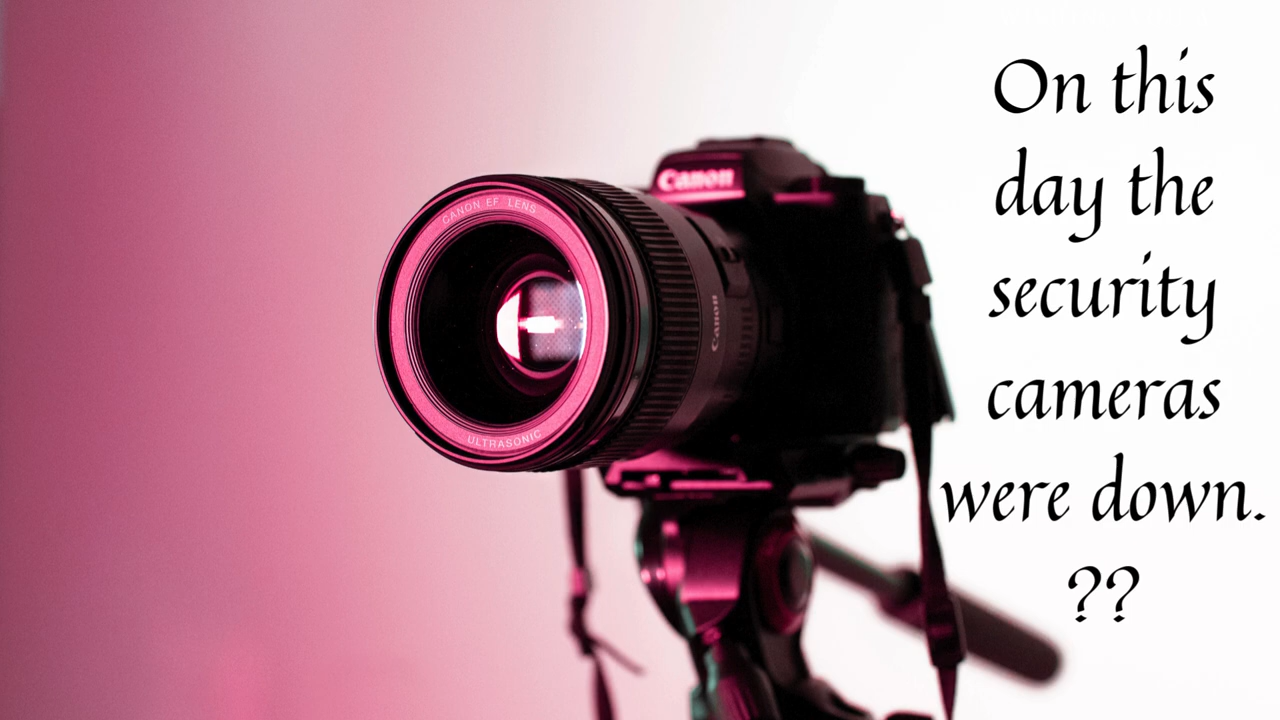 On this
day the
security
cameras
were down.
??
Canon
CANON EF LENS
ULTRASONIC
Canon